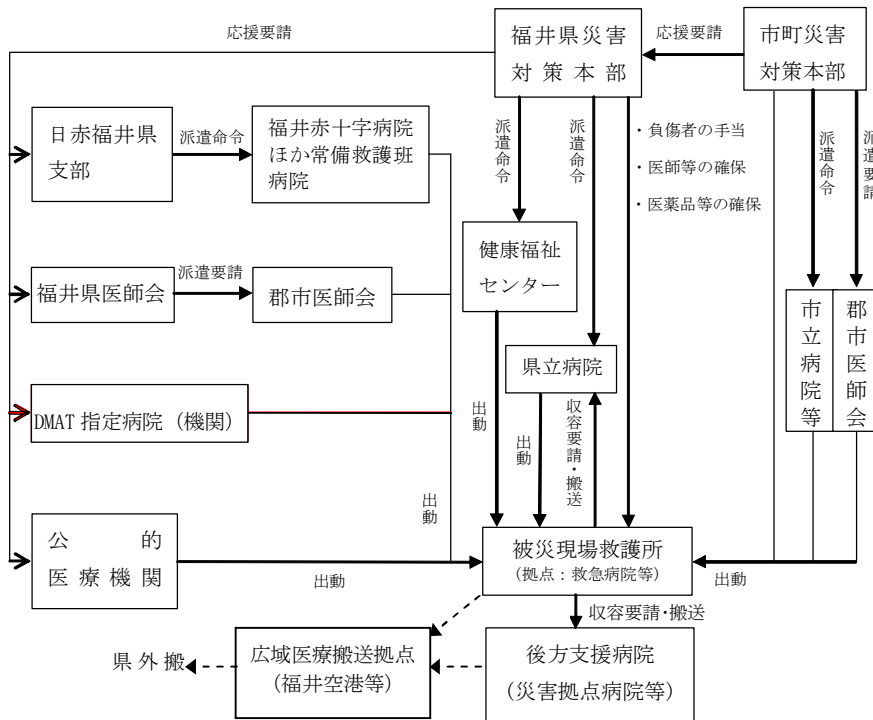 応援要請
福 井 県 災 害
対 策 本 部
応援要請
市 町 災 害
対 策 本 部
日 赤 福 井 県
支 部
派遣命令
福井赤十字病院
ほか常備救護班
病院
派遣命令
派遣命令
・負傷者の手当
・医師等の確保
・医薬品等の確保
派遣命令
派遣要請
健 康 福 祉
セ ン タ ー
福井県医師会
派遣要請
郡市医師会
市立病院等
郡市医師会
県立病院
DMAT 指定病院（機関）
出動
出動
収容要請・搬送
出動
公 的
医 療 機 関
出動
被災現場救護所
(拠点：救急病院等)
出動
収容要請・搬送
県 外 搬
広域医療搬送拠点
(福井空港等)
後方支援病院
(災害拠点病院等)